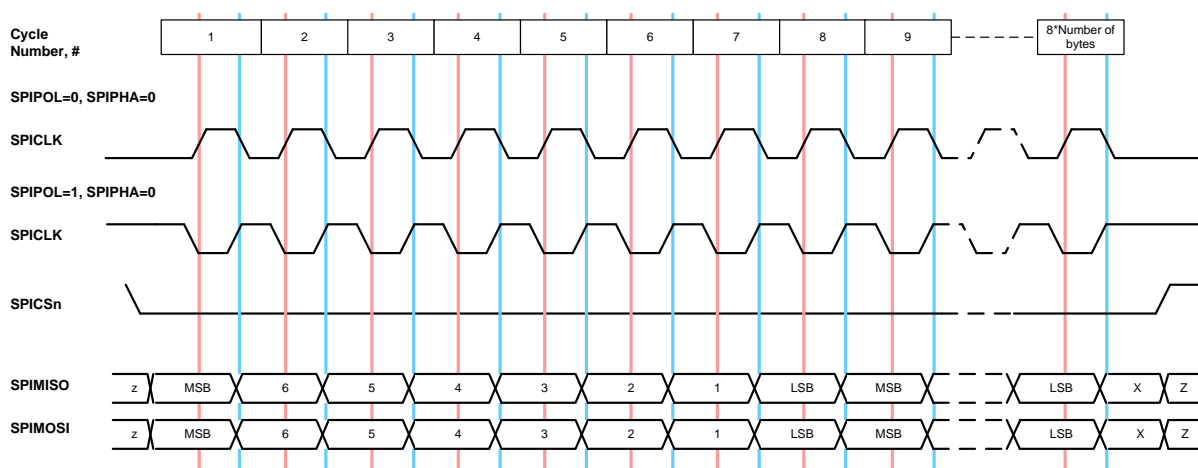 Cycle
Number, #
1 2 3 4 5 6 7 8 9
8*Number of
bytes
SPIPOL=0, SPIPHA=0
SPICLK
SPIPOL=1, SPIPHA=0
SPICLK
SPICSn
SPIMISO z MSB 6 5 4 3 2 1 LSB MSB LSB X Z
SPIMOSI z MSB 6 5 4 3 2 1 LSB MSB LSB X Z